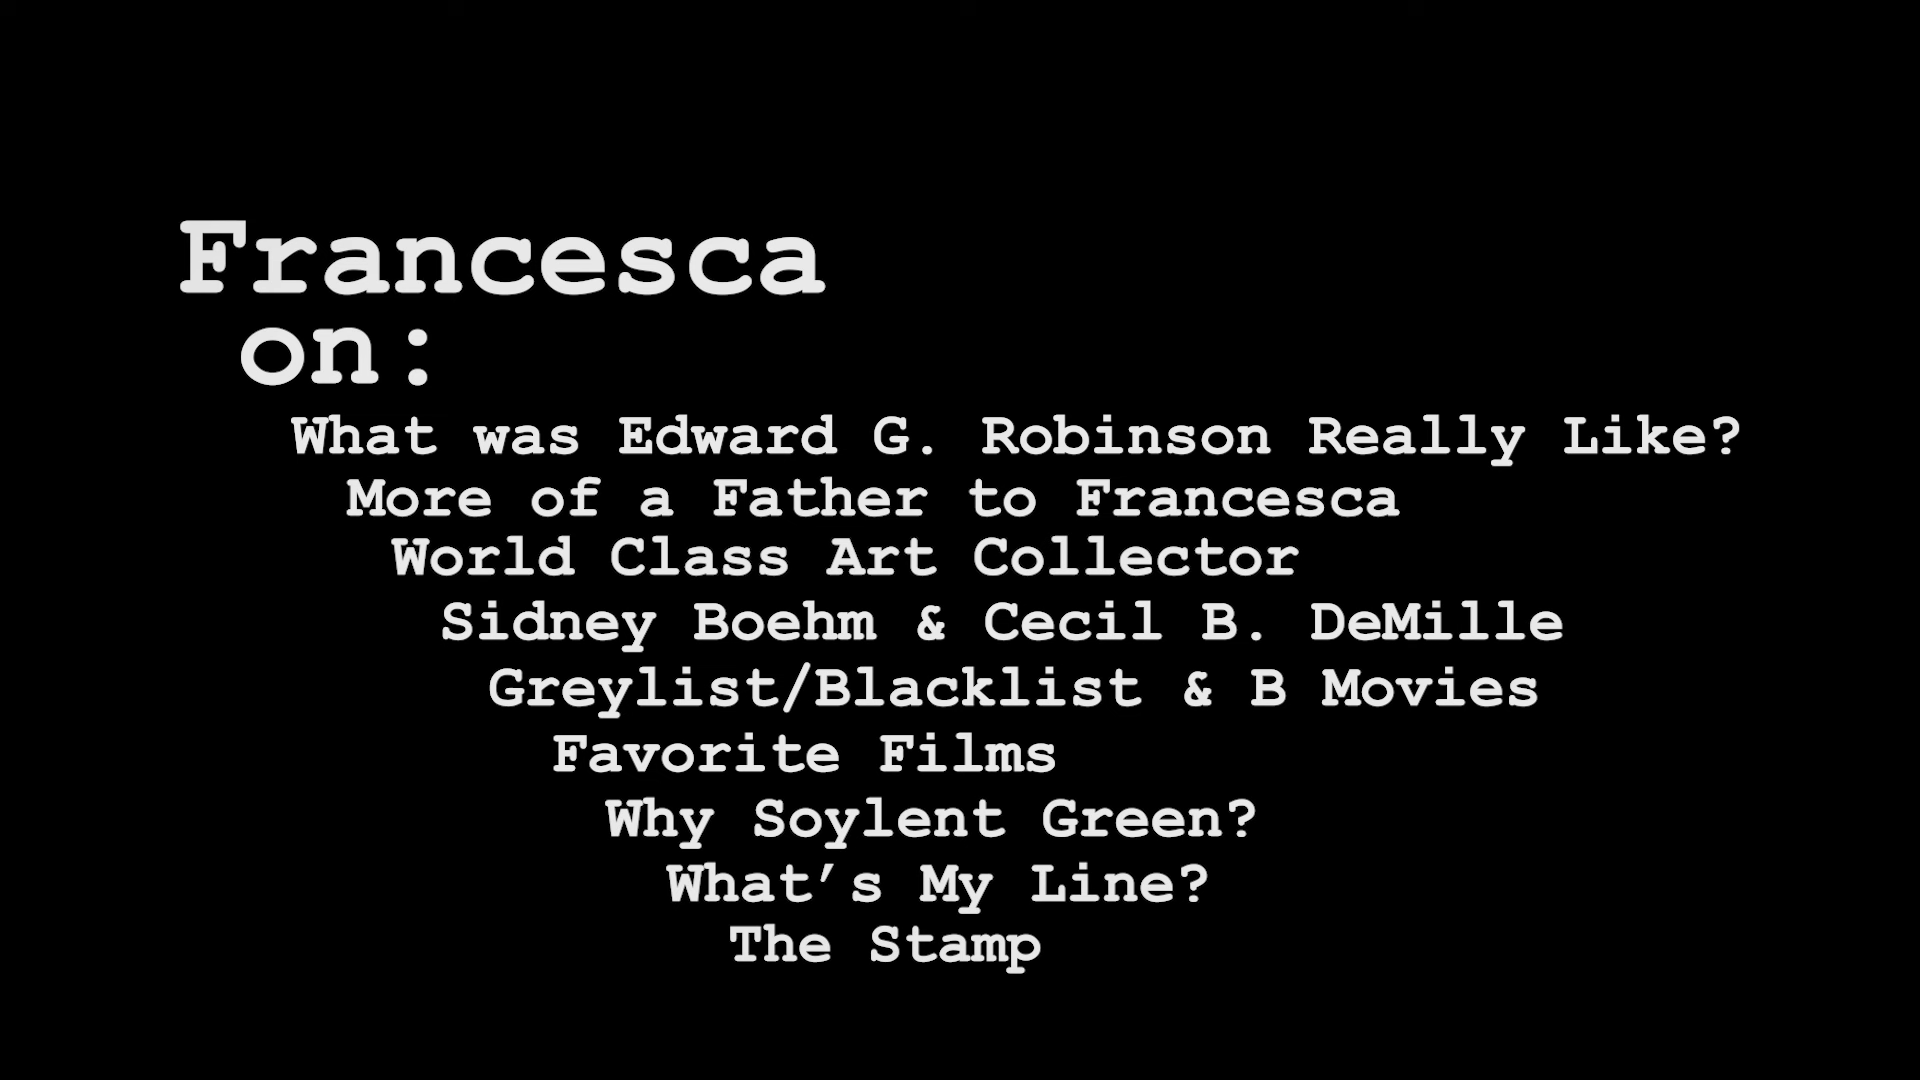 Francesca
on:
What was Edward G. Robinson Really Like?
More of a Father to Francesca
World Class Art Collector
Sidney Boehm & Cecil B. DeMille
Greylist/Blacklist & B Movies
Favorite Films
Why Soylent Green?
What’s My Line?
The Stamp